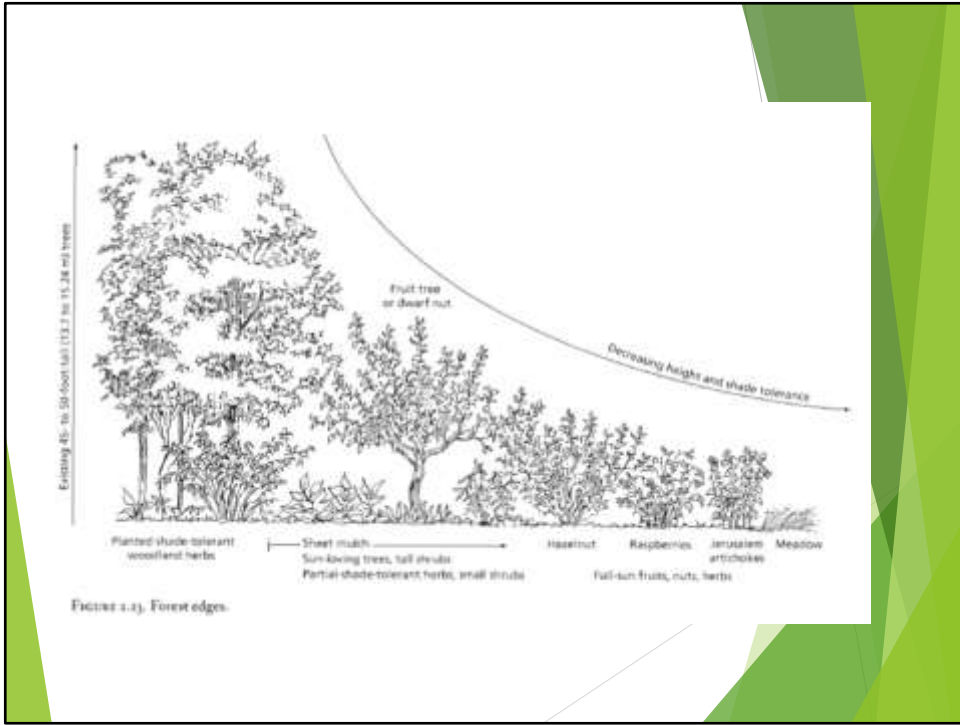 Existing 45- to 50-foot-tall (13.7 to 15.24 m) trees
Fruit tree
or dwarf nut
Decreasing height and shade tolerance
Planted shade-tolerant
woodland herbs
Sheet mulch
Sun-loving trees, tall shrubs
Partial-shade-tolerant herbs, small shrubs
Hazelnut
Raspberries
Jerusalem
artichokes
Meadow
Full-sun fruits, nuts, herbs
FIGURE 2.13. Forest edges.